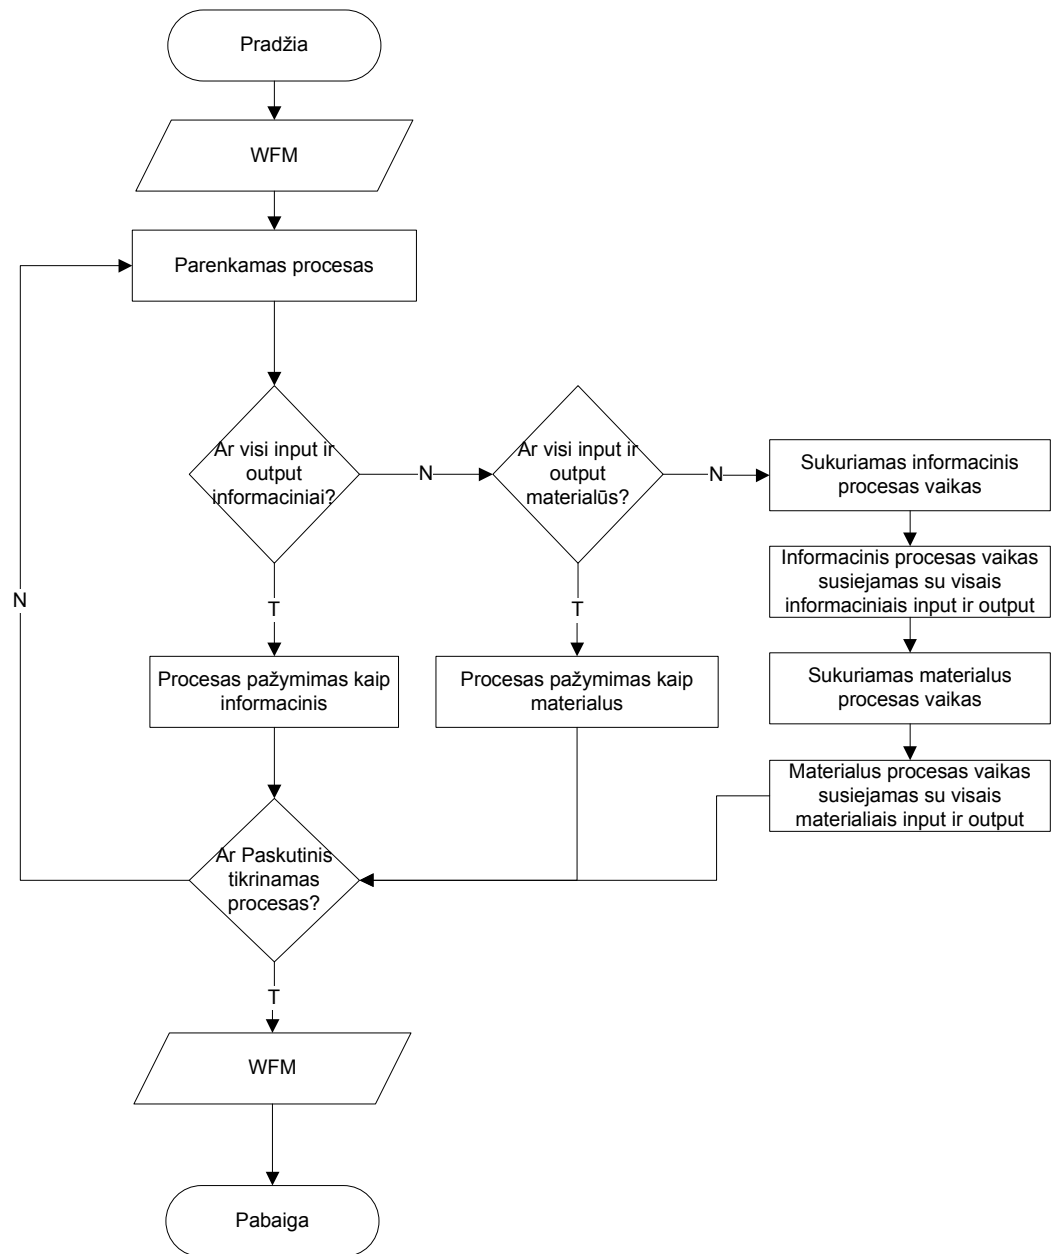 Pradžia
WFM
Parenkamas procesas
Ar visi input ir
output
informaciniai?
N
Ar visi input ir
output
materialūs?
N
Sukuriamas informacinis
procesas vaikas
Informacinis procesas vaikas
susiejamas su visais
informaciniais input ir output
Sukuriamas materialus
procesas vaikas
Materialus procesas vaikas
susiejamas su visais
materialiais input ir output
T
T
N
Procesas pažymimas kaip
informacinis
Procesas pažymimas kaip
materialus
Ar Paskutinis
tikrinamas
procesas?
T
WFM
Pabaiga